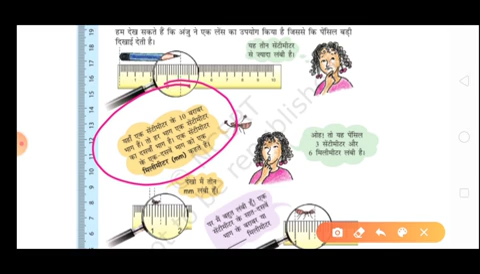 हम देख सकते हैं कि अंजु ने एक लेंस का उपयोग किया है जिससे कि पेंसिल बड़ी
दिखाई देती है।
यह तीन सेंटीमीटर
से ज्यादा लंबी है।
यहाँ एक सेंटीमीटर के 10 बराबर
भाग हैं। तो हर भाग एक सेंटीमीटर
का दसवाँ भाग है। एक सेंटीमीटर
के एक दसवें भाग को एक
मिलीमीटर (mm) कहते हैं।
ओह! तो यह पेंसिल
3 सेंटीमीटर और
6 मिलीमीटर लंबी है।
देखो मैं तीन
mm लंबी हूँ।
पर मैं बहुत लंबी हूँ! एक
सेंटीमीटर के सात दसवें
भाग के बराबर या
मिलीमीटर